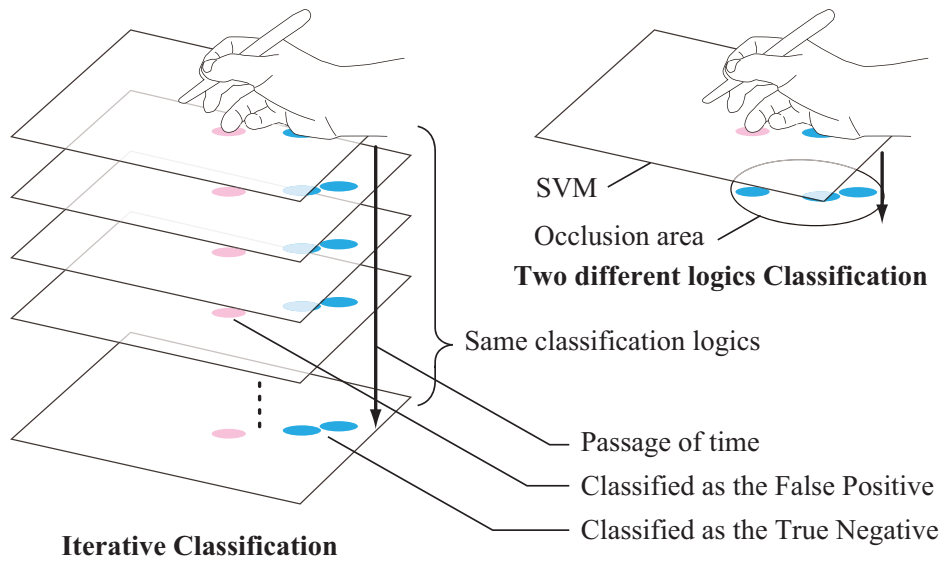 SVM
Occlusion area
Two different logics Classification
Same classification logics
Passage of time
Classified as the False Positive
Classified as the True Negative
Iterative Classification